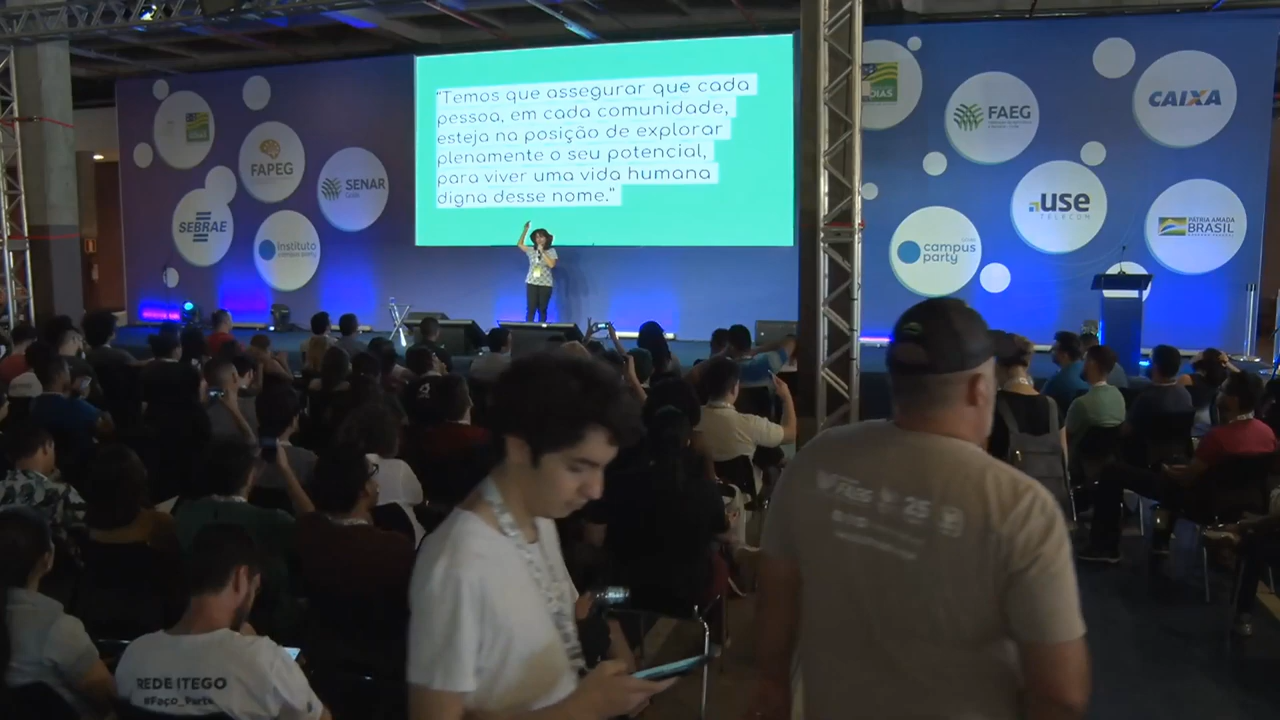 "Temos que assegurar que cada
pessoa, em cada comunidade,
esteja na posição de explorar
plenamente o seu potencial,
para viver uma vida humana
digna desse nome."
FAPEG
SENAR
SEBRAE
instituto
campus party
FAEG
CAIXA
USE
TELECOM
PÁTRIA AMADA
BRASIL
campus
party
25
REDE ITEGO
#Faço_Parte